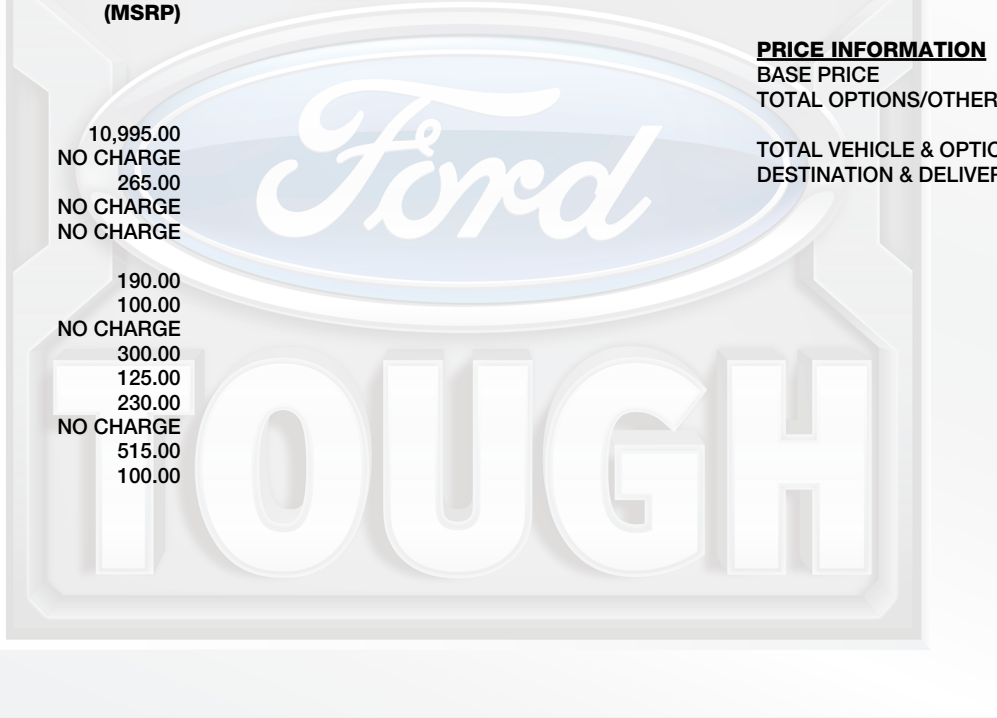 (MSRP)
10,995.00
NO CHARGE
265.00
NO CHARGE
NO CHARGE
190.00
100.00
NO CHARGE
300.00
125.00
230.00
NO CHARGE
515.00
100.00
PRICE INFORMATION
BASE PRICE
TOTAL OPTIONS/OTHER
TOTAL VEHICLE & OPTIO
DESTINATION & DELIVER
Ford
TOUGH